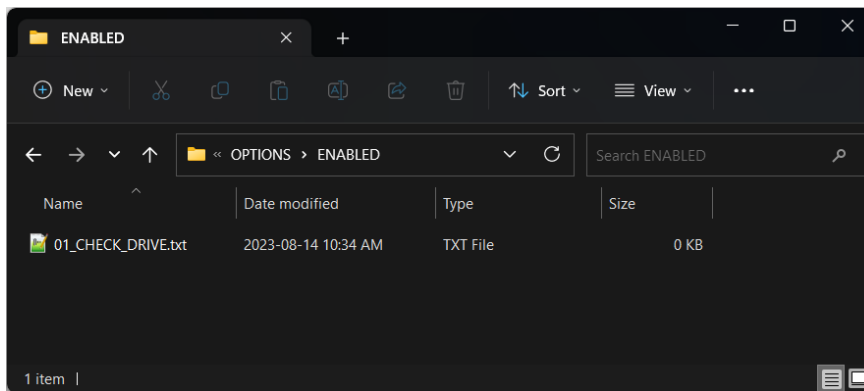 ENABLED
New Sort View
« OPTIONS > ENABLED Search ENABLED
Name Date modified Type Size
01_CHECK_DRIVE.txt 2023-08-14 10:34 AM TXT File 0 KB
1 item